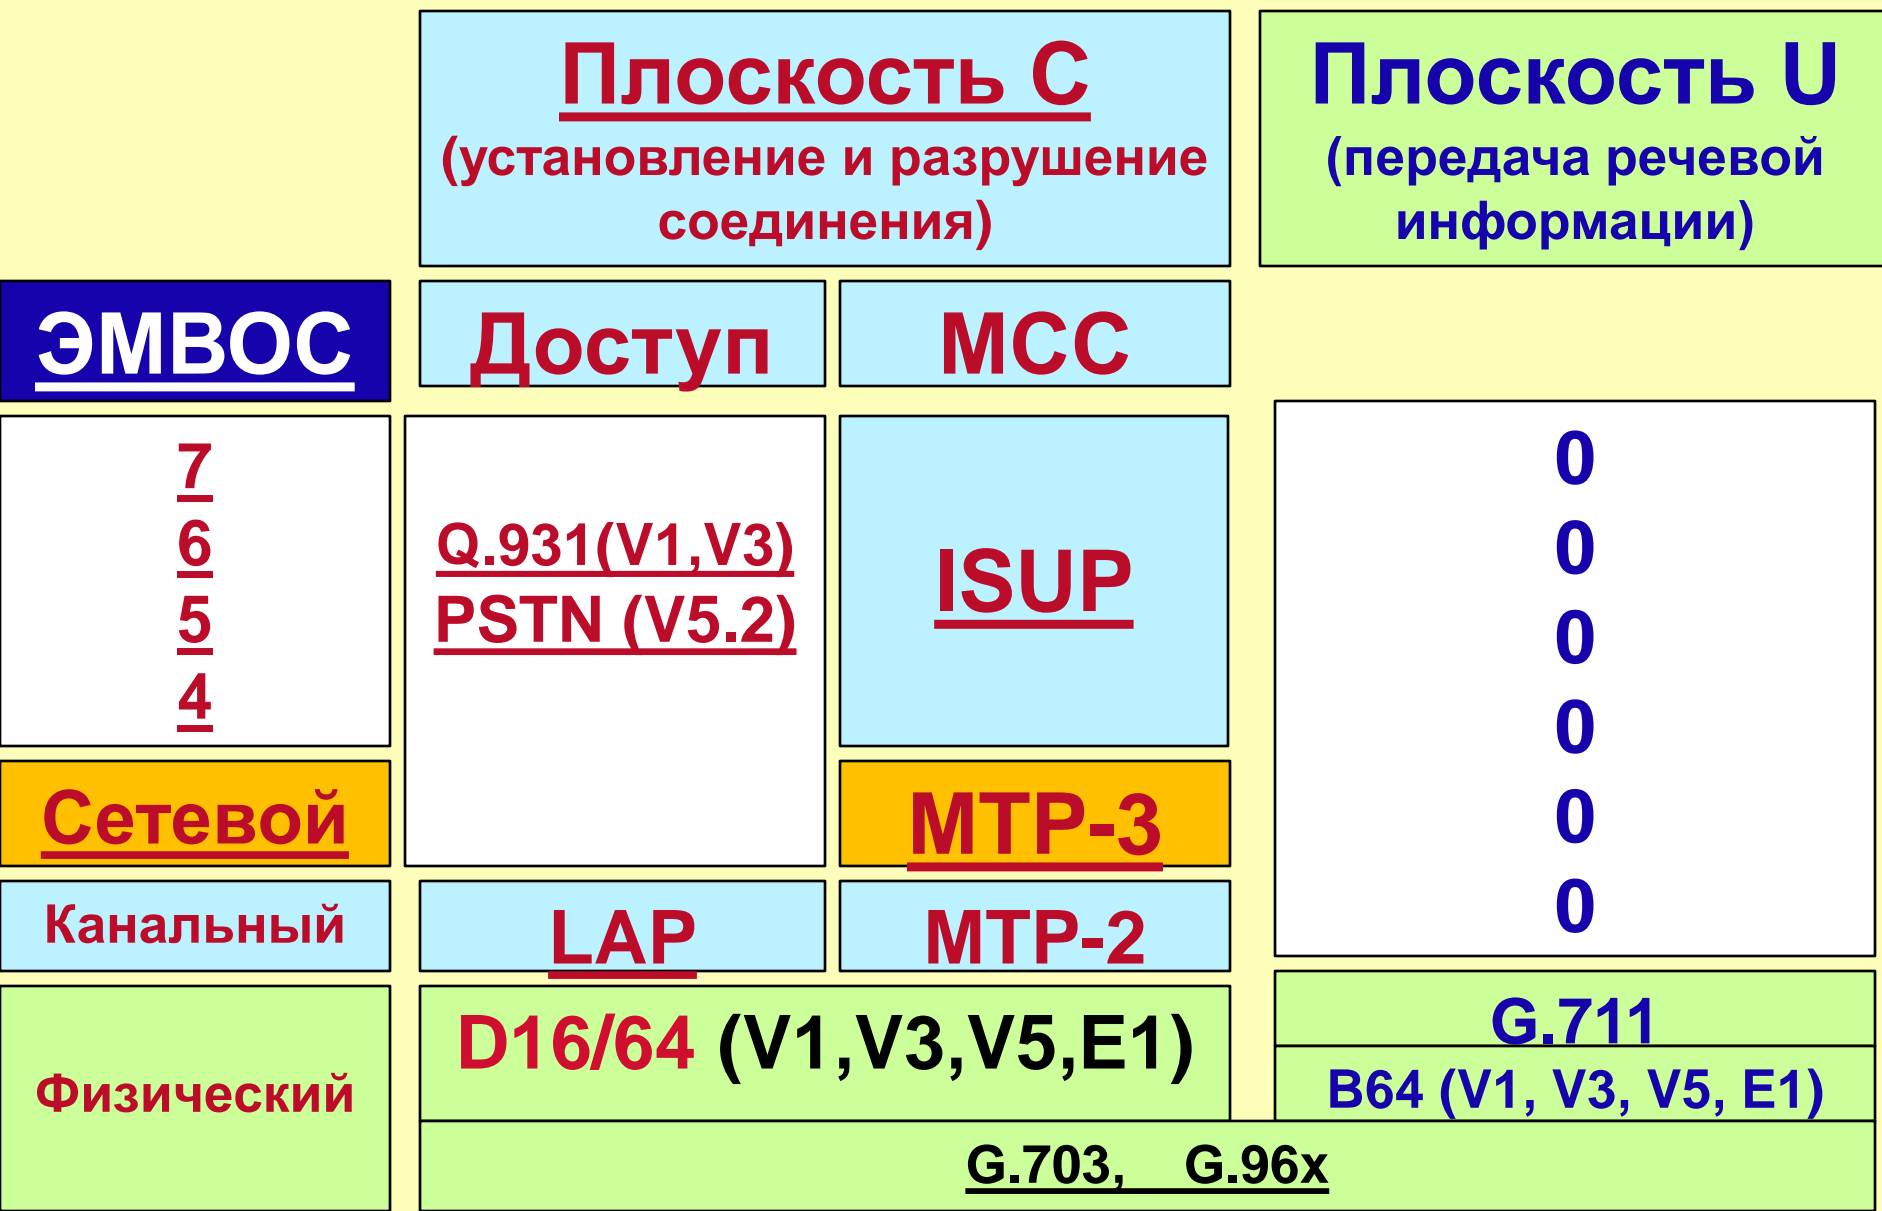 Плоскость С
(установление и разрушение
соединения)
Плоскость U
(передача речевой
информации)
ЭМВОС
Доступ
МСС
7
6
5
4
Q.931(V1,V3)
PSTN (V5.2)
ISUP
0
0
0
0
0
0
Сетевой
МТР-3
Канальный
LAP
МТР-2
Физический
D16/64 (V1,V3,V5,E1)
G.711
B64 (V1, V3, V5, E1)
G.703, G.96x